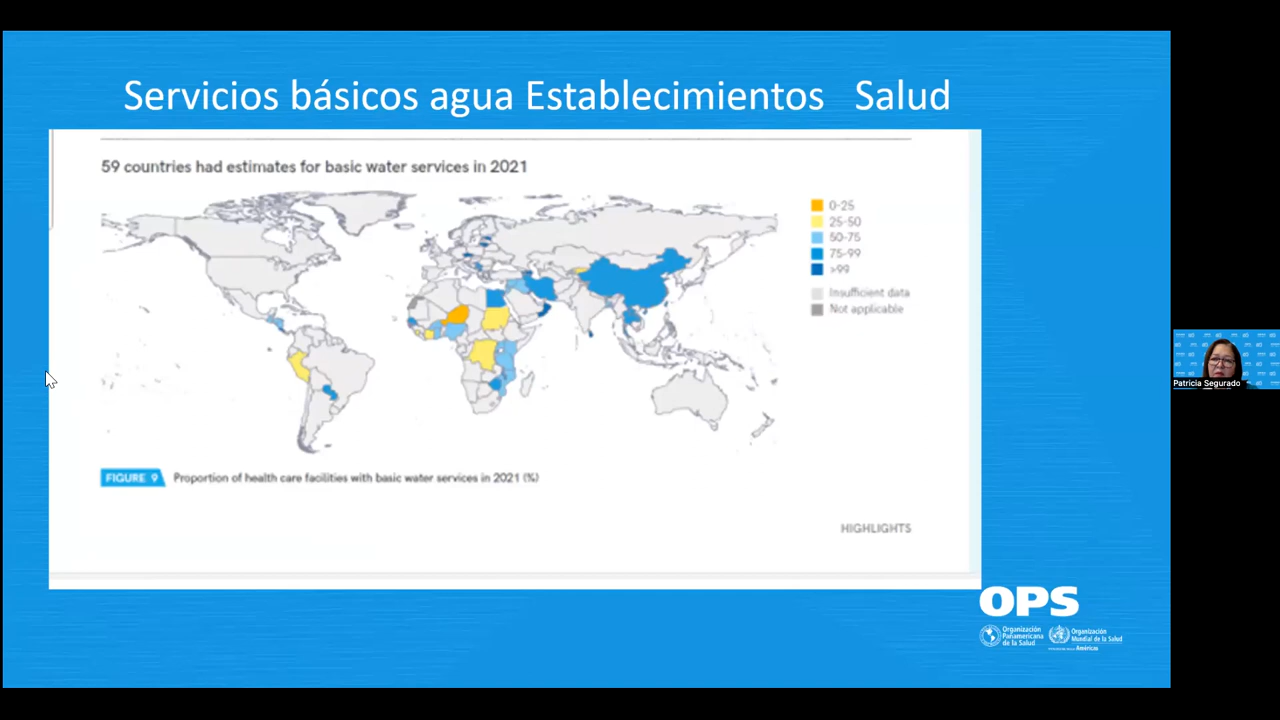 Servicios básicos agua Establecimientos Salud
59 countries had estimates for basic water services in 2021
0-25
25-50
50-75
75-99
>99
Insufficient data
Not applicable
FIGURE 9 Proportion of health care facilities with basic water services in 2021 (%)
HIGHLIGHTS
Patricia Segurado
OPS
Organización
Panamericana
de la Salud
Organización
Mundial de la Salud
Américas